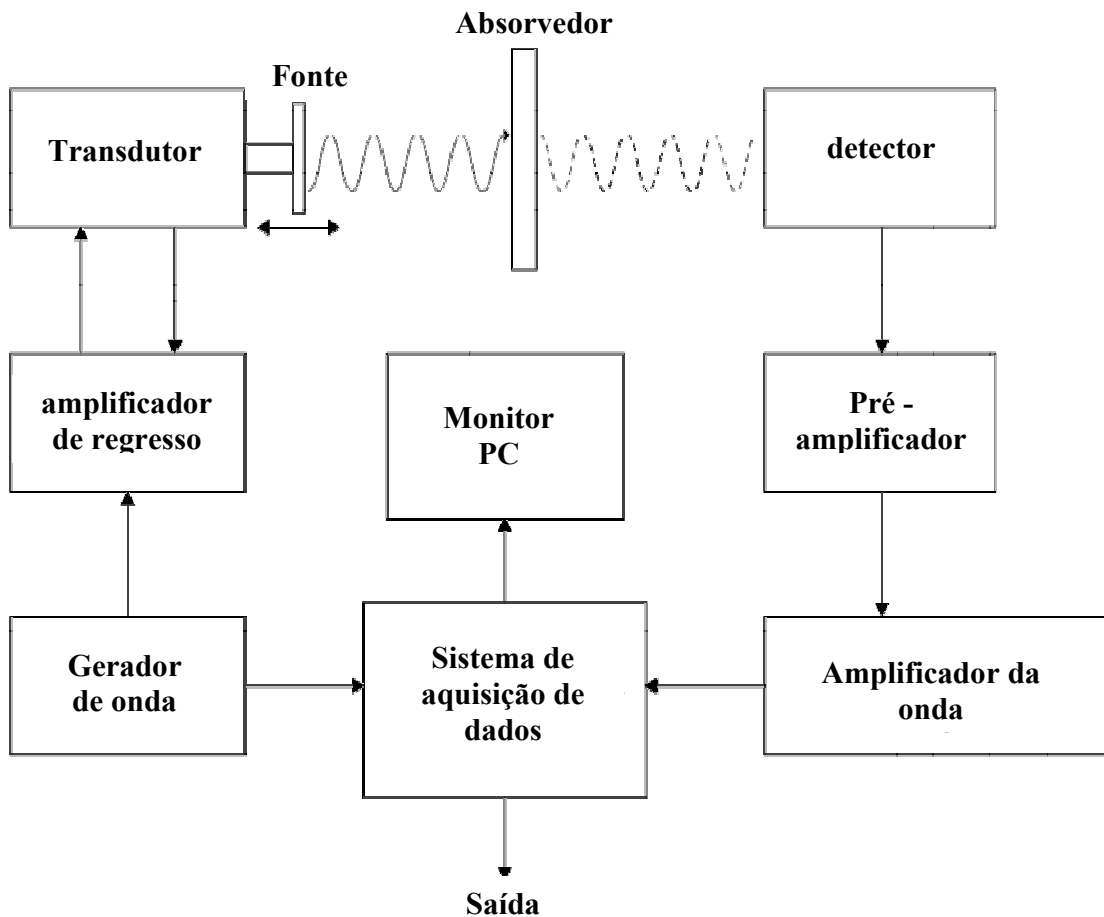 Absorvedor
Fonte
Transdutor
detector
amplificador
de regresso
Monitor
PC
Pré -
amplificador
Gerador
de onda
Sistema de
aquisição de
dados
Amplificador da
onda
Saída